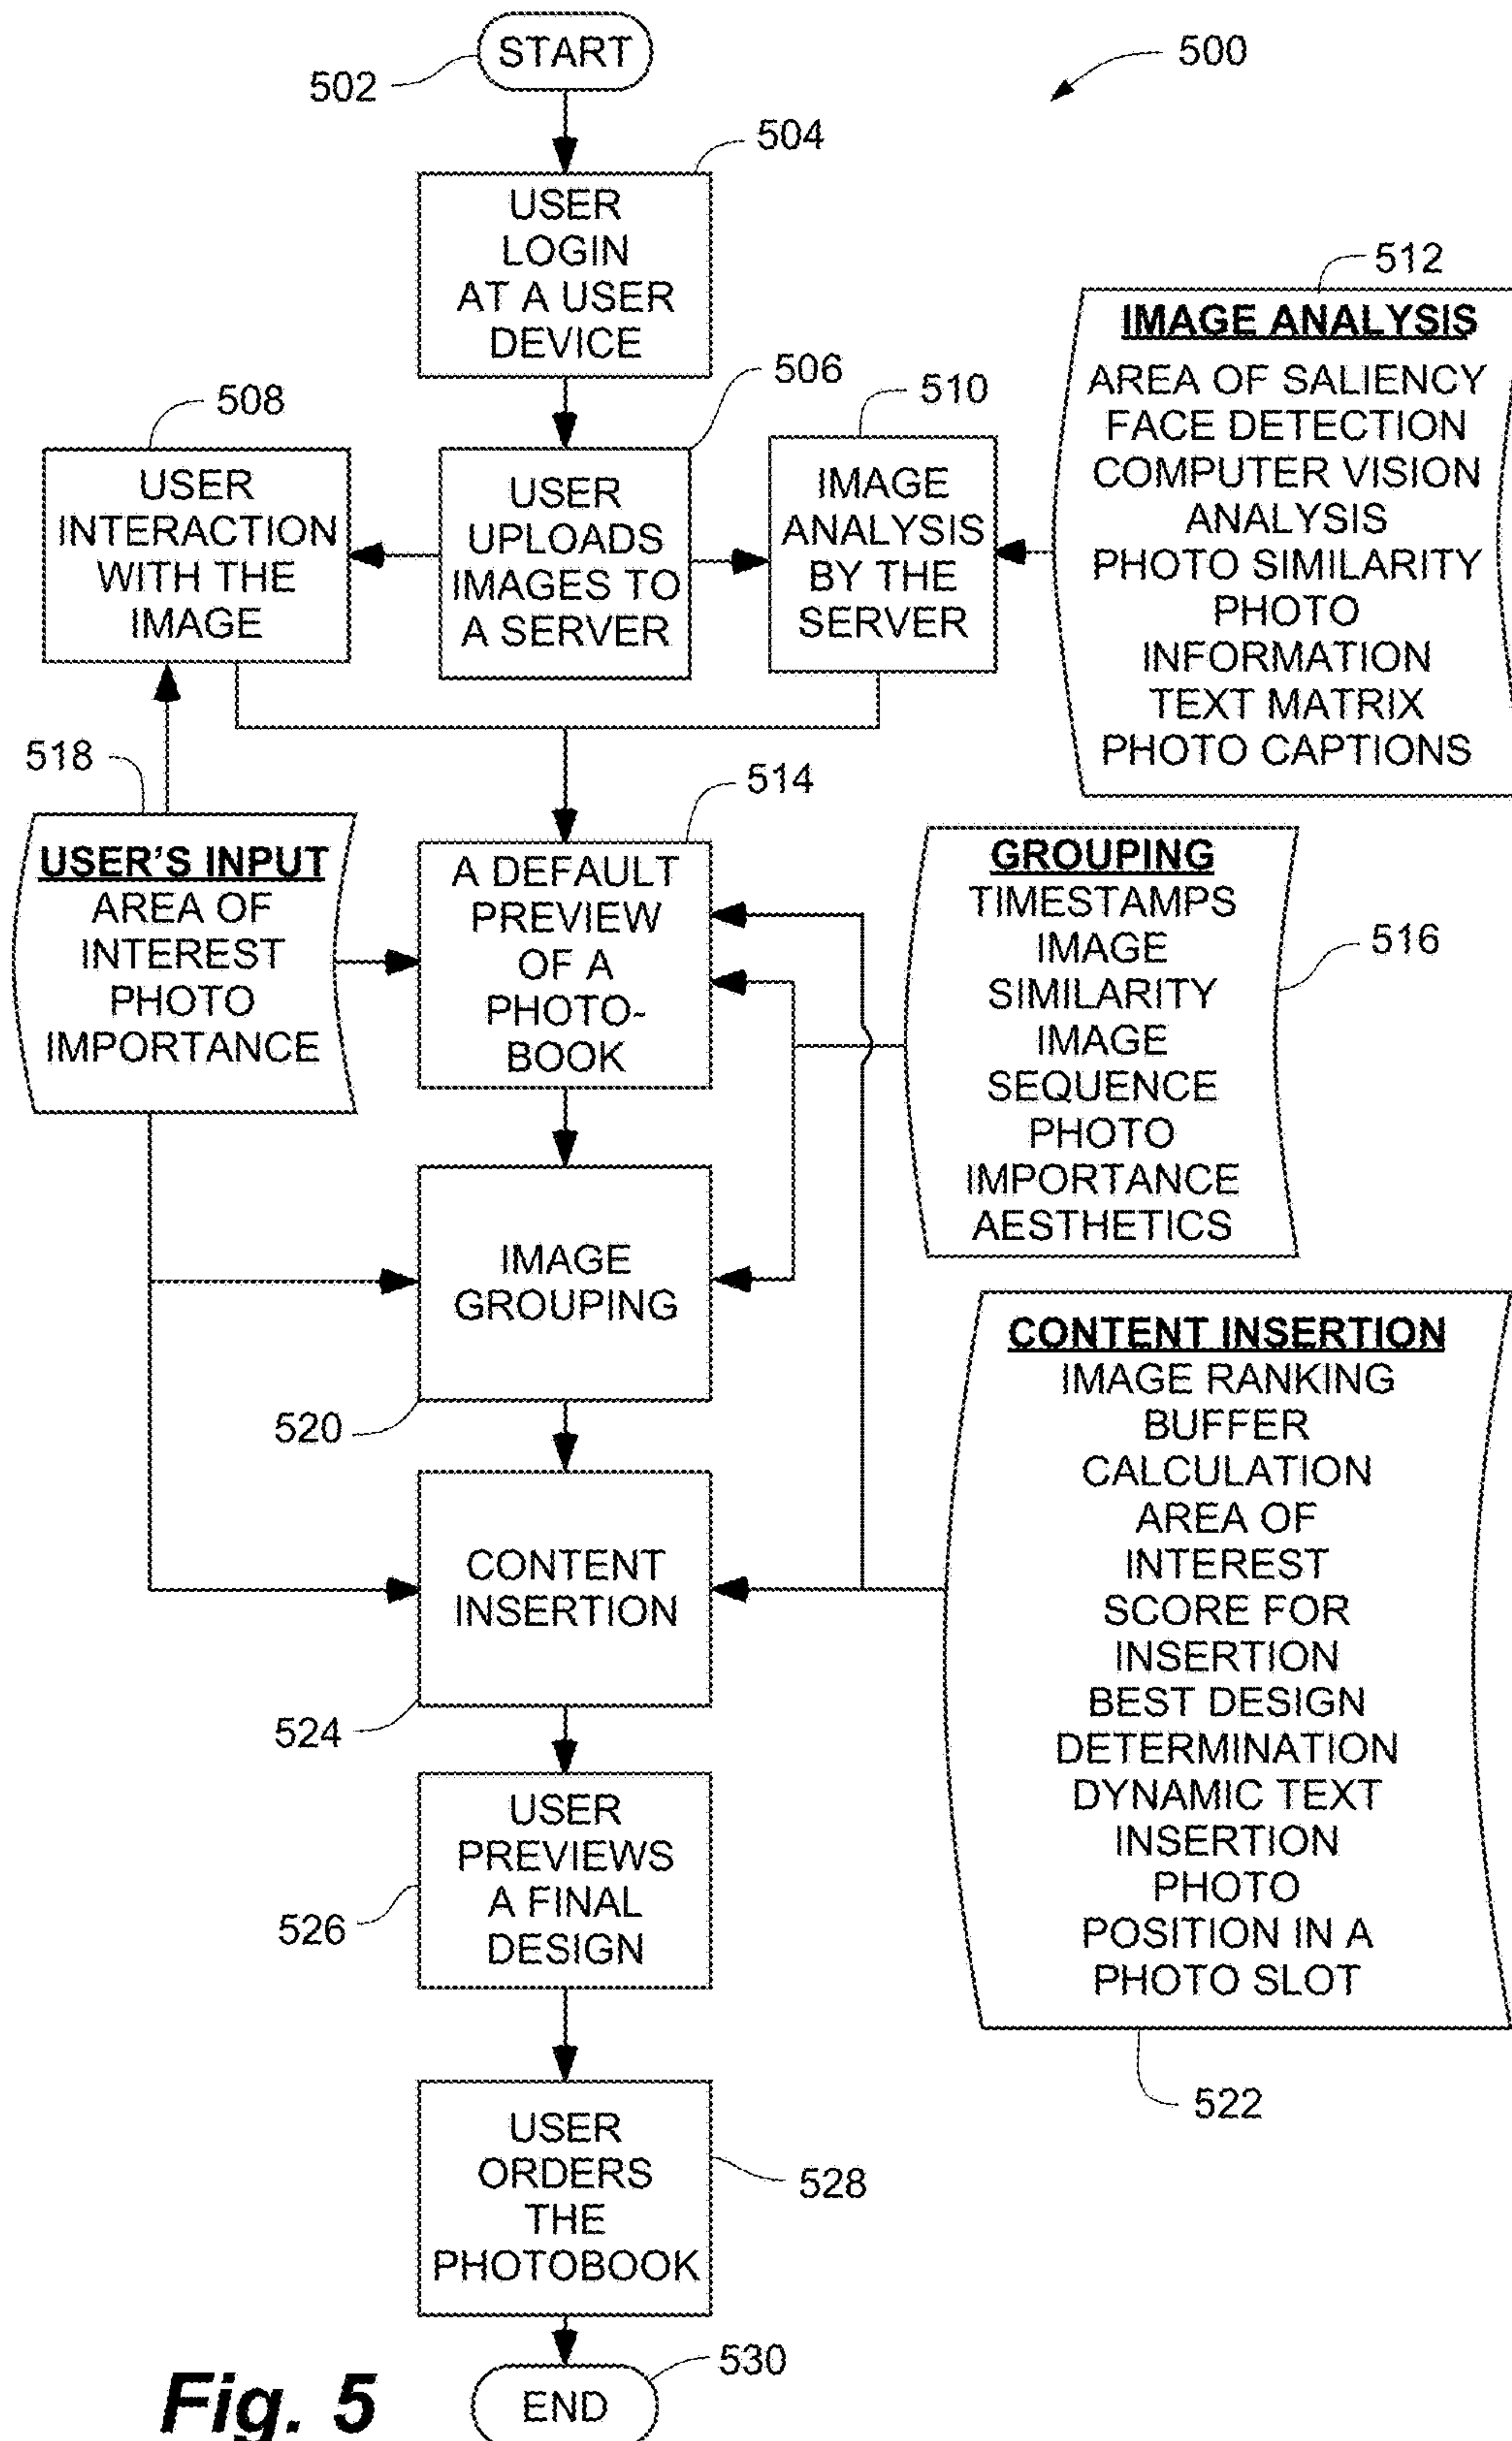 START
502
500
504
USER
LOGIN
AT A USER
DEVICE
512
IMAGE ANALYSIS
AREA OF SALIENCY
FACE DETECTION
COMPUTER VISION
ANALYSIS
PHOTO SIMILARITY
PHOTO
INFORMATION
TEXT MATRIX
PHOTO CAPTIONS
508
USER
INTERACTION
WITH THE
IMAGE
506
USER
UPLOADS
IMAGES TO
A SERVER
510
IMAGE
ANALYSIS
BY THE
SERVER
518
USER'S INPUT
AREA OF
INTEREST
PHOTO
IMPORTANCE
514
A DEFAULT
PREVIEW
OF A
PHOTO-
BOOK
GROUPING
TIMESTAMPS
IMAGE
SIMILARITY
IMAGE
SEQUENCE
PHOTO
IMPORTANCE
AESTHETICS
516
IMAGE
GROUPING
520
CONTENT INSERTION
IMAGE RANKING
BUFFER
CALCULATION
AREA OF
INTEREST
SCORE FOR
INSERTION
BEST DESIGN
DETERMINATION
DYNAMIC TEXT
INSERTION
PHOTO
POSITION IN A
PHOTO SLOT
522
CONTENT
INSERTION
524
USER
PREVIEWS
A FINAL
DESIGN
526
USER
ORDERS
THE
PHOTOBOOK
528
530
END
Fig. 5